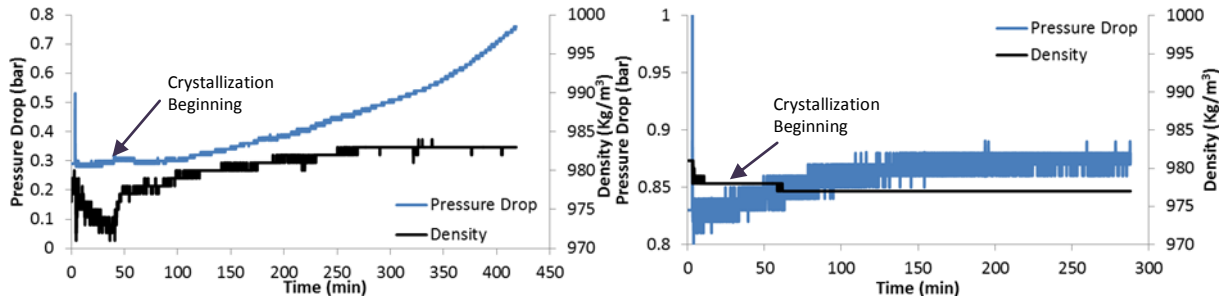 0.8
0.7
0.6
0.5
0.4
0.3
0.2
0.1
0
Pressure Drop (bar)
Crystallization
Beginning
Pressure Drop
Density
1000
995
990
985
980
975
970
Density (Kg/m³)
0 50 100 150 200 250 300 350 400 450
Time (min)
1
0.95
0.9
0.85
0.8
Pressure Drop (bar)
Pressure Drop
Density
Crystallization
Beginning
1000
995
990
985
980
975
970
Density (Kg/m³)
0 50 100 150 200 250 300
Time (min)